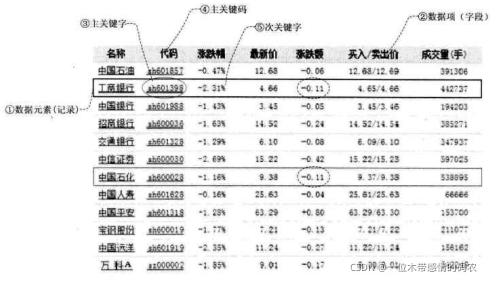 ④主关键码
③主关键字
⑤次关键字
②数据项（字段）
名称 代码 涨跌幅 最新价 涨跌额 买入/卖出价 成交量(手)
中国石油 sh601857 -0.47% 12.68 -0.06 12.68/12.69 391306
工商银行 sh601398 -2.31% 4.66 -0.11 4.65/4.66 442737
①数据元素(记录)
中国银行 sh601988 -1.43% 3.45 -0.05 3.45/3.46 194203
招商银行 sh600036 -1.63% 14.52 -0.24 14.52/14.54 385271
交通银行 sh601328 -1.29% 6.10 -0.08 6.09/6.10 347937
中信证券 sh600030 -2.69% 15.22 -0.42 15.22/15.23 597025
中国石化 sh600028 -1.16% 9.38 -0.11 9.37/9.38 538895
中国人寿 sh601628 -0.16% 25.63 -0.04 25.61/25.63 66666
中国平安 sh601318 -1.28% 63.29 +0.80 63.29/63.30 153700
宝钢股份 sh600019 -1.77% 7.21 -0.13 7.21/7.22 211077
中国远洋 sh601919 -2.35% 11.24 -0.27 11.22/11.24 156162
万 科A sz000002 -1.85% 9.01 -0.17
CSDN @一位木带感情的男农